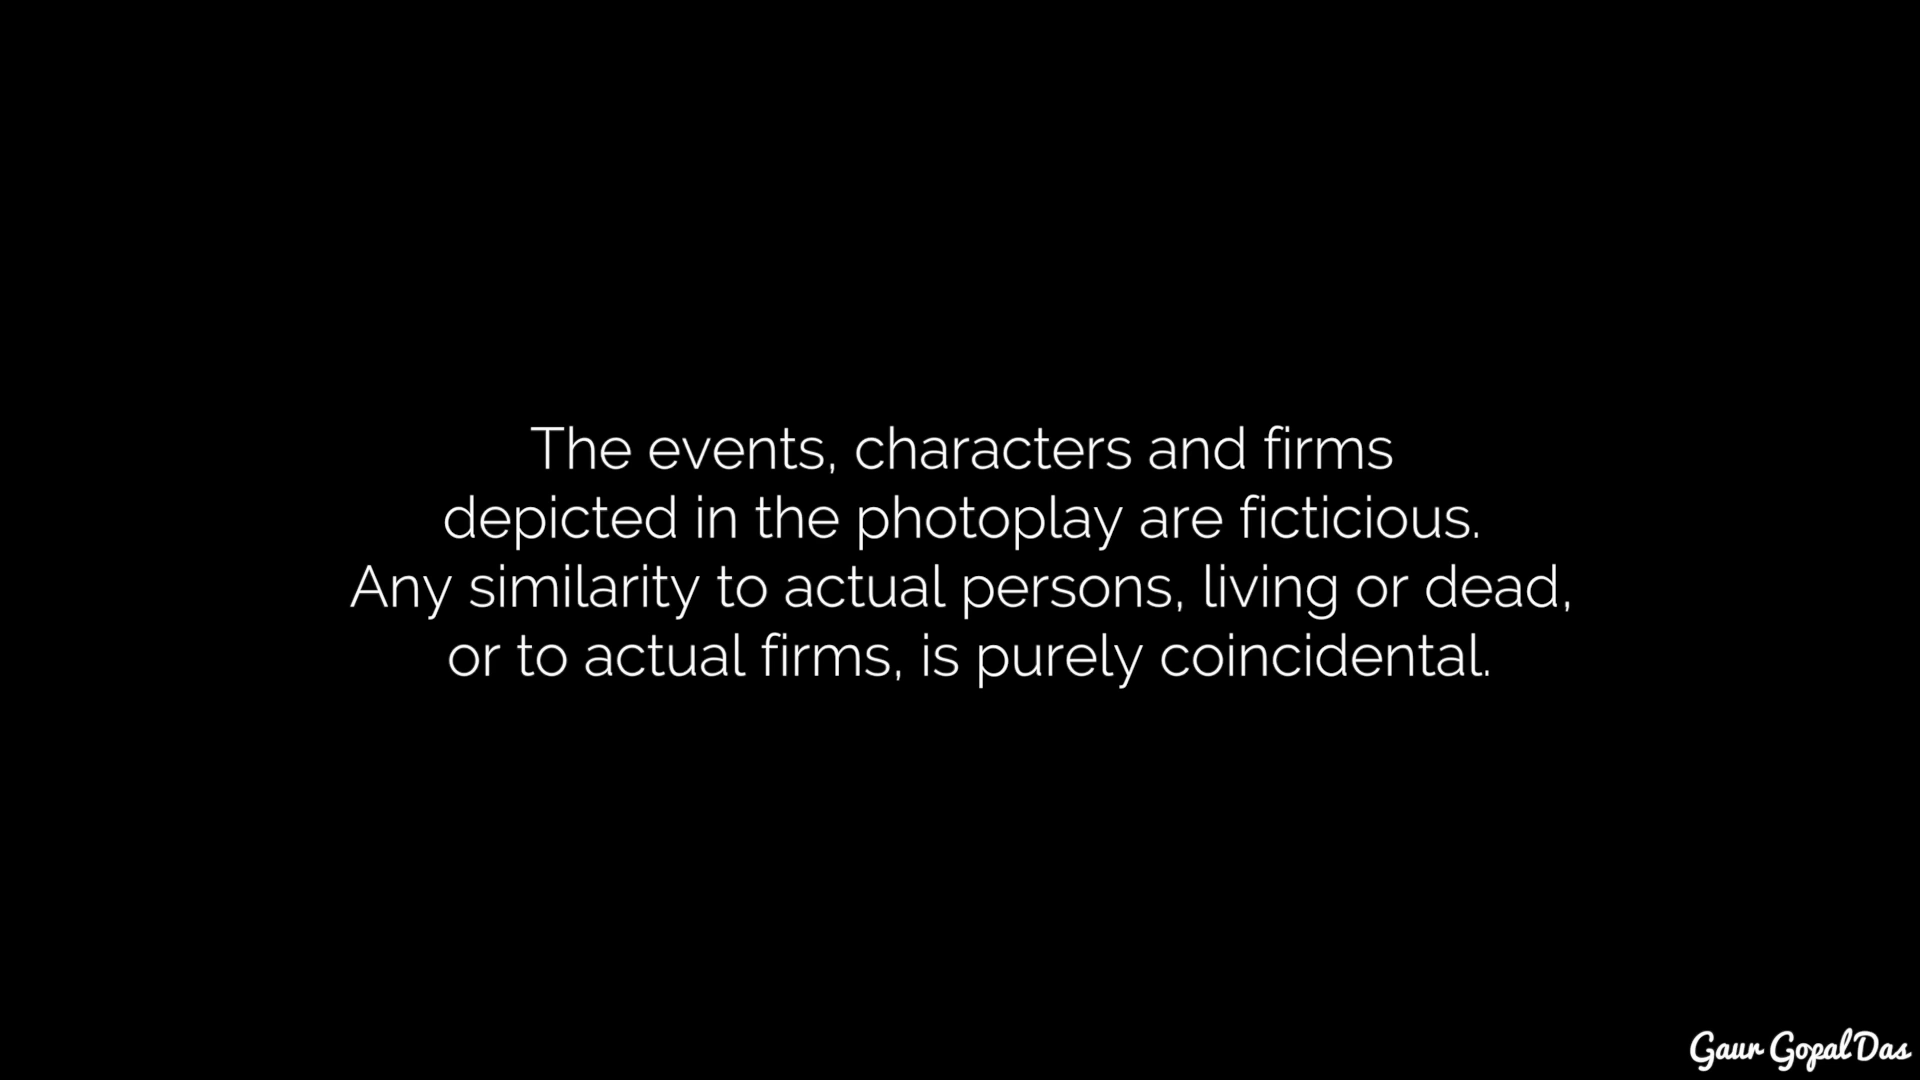 The events, characters and firms
depicted in the photoplay are ficticious.
Any similarity to actual persons, living or dead,
or to actual firms, is purely coincidental.
Gaur Gopal Das